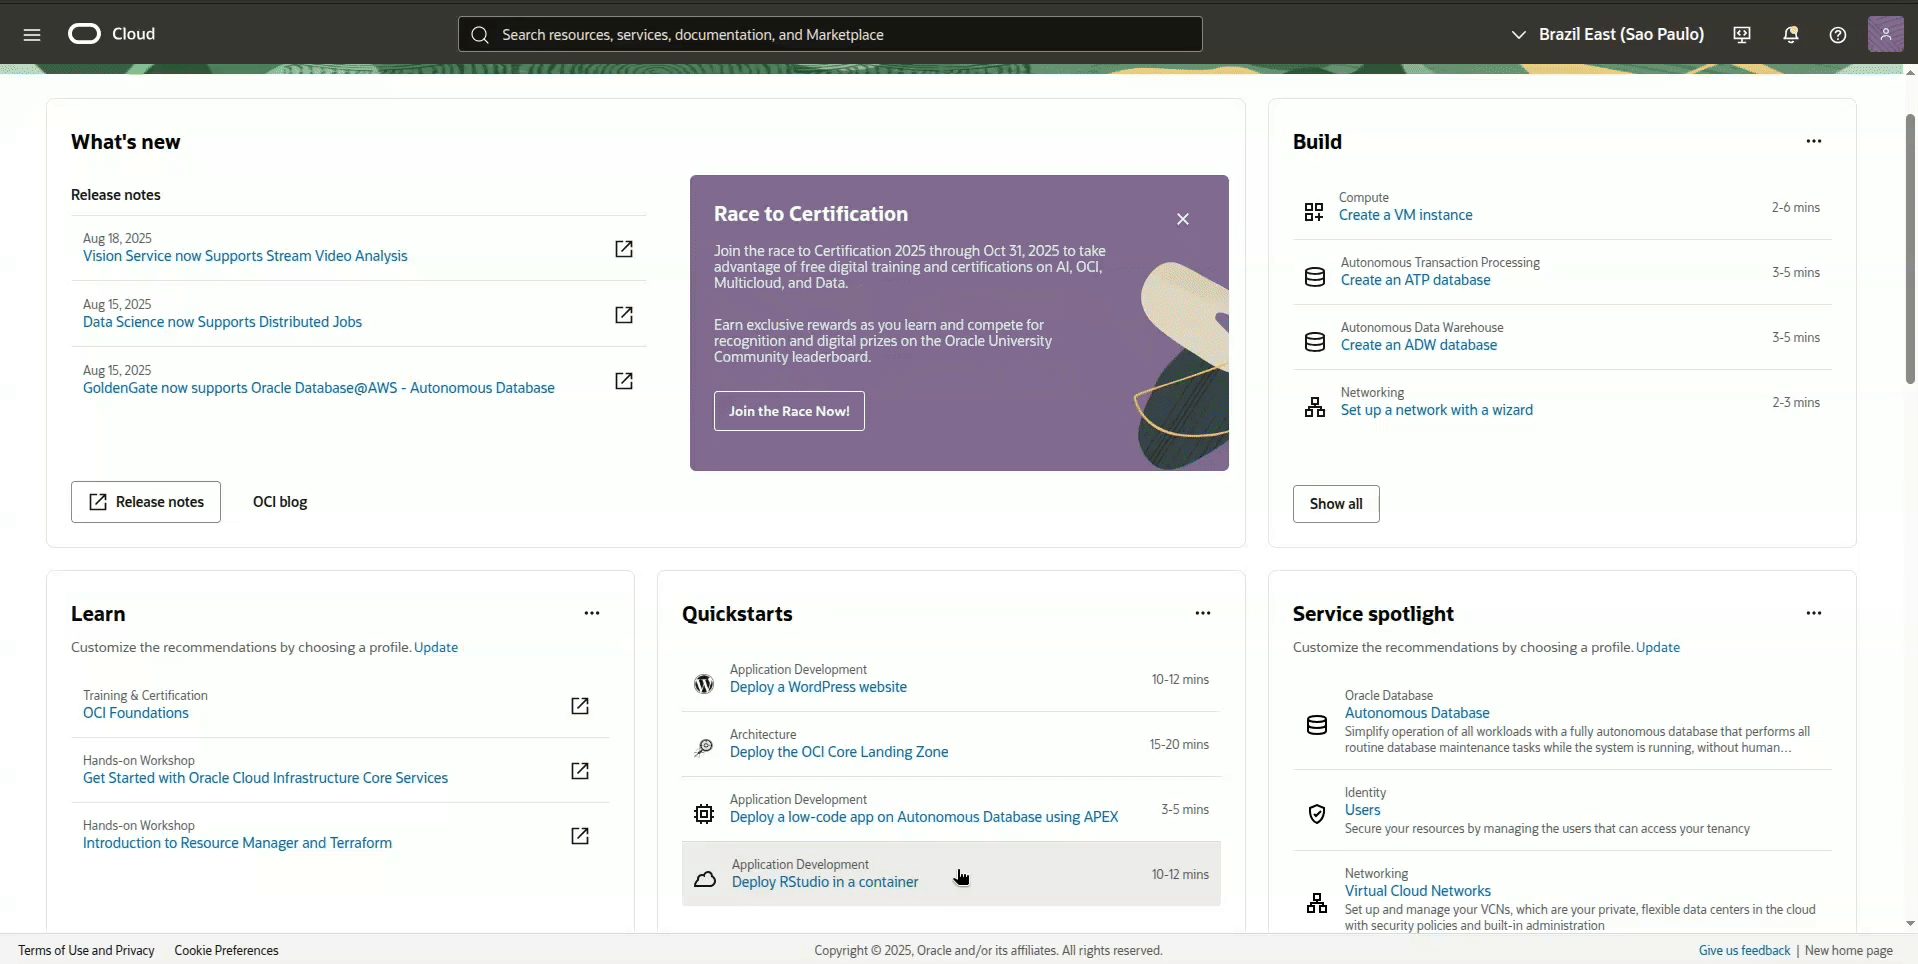 Cloud
Search resources, services, documentation, and Marketplace
Brazil East (Sao Paulo)
What's new
Release notes
Aug 18, 2025
Vision Service now Supports Stream Video Analysis
Aug 15, 2025
Data Science now Supports Distributed Jobs
Aug 15, 2025
GoldenGate now supports Oracle Database@AWS - Autonomous Database
Release notes
OCI blog
Race to Certification
Join the race to Certification 2025 through Oct 31, 2025 to take
advantage of free digital training and certifications on AI, OCI,
Multicloud, and Data.
Earn exclusive rewards as you learn and compete for
recognition and digital prizes on the Oracle University
Community leaderboard.
Join the Race Now!
Build
Compute
Create a VM instance
2-6 mins
Autonomous Transaction Processing
Create an ATP database
3-5 mins
Autonomous Data Warehouse
Create an ADW database
3-5 mins
Networking
Set up a network with a wizard
2-3 mins
Show all
Learn
Customize the recommendations by choosing a profile. Update
Training & Certification
OCI Foundations
Hands-on Workshop
Get Started with Oracle Cloud Infrastructure Core Services
Hands-on Workshop
Introduction to Resource Manager and Terraform
Quickstarts
Application Development
Deploy a WordPress website
10-12 mins
Architecture
Deploy the OCI Core Landing Zone
15-20 mins
Application Development
Deploy a low-code app on Autonomous Database using APEX
3-5 mins
Application Development
Deploy RStudio in a container
10-12 mins
Service spotlight
Customize the recommendations by choosing a profile. Update
Oracle Database
Autonomous Database
Simplify operation of all workloads with a fully autonomous database that performs all
routine database maintenance tasks while the system is running, without human...
Identity
Users
Secure your resources by managing the users that can access your tenancy
Networking
Virtual Cloud Networks
Set up and manage your VCNs, which are your private, flexible data centers in the cloud
with security policies and built-in administration
Terms of Use and Privacy
Cookie Preferences
Copyright © 2025, Oracle and/or its affiliates. All rights reserved.
Give us feedback | New home page